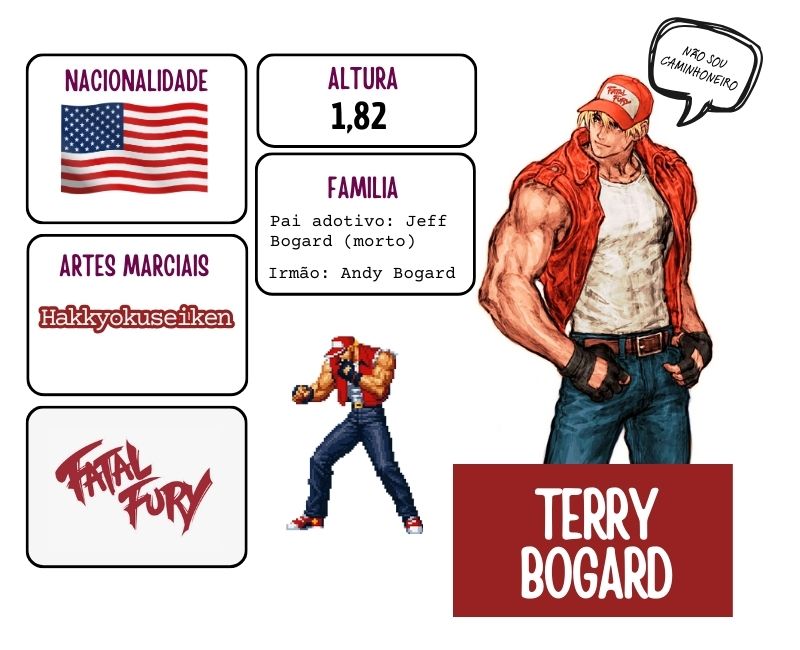 NACIONALIDADE
ALTURA
1,82
FAMILIA
Pai adotivo: Jeff
Bogard (morto)
Irmão: Andy Bogard
ARTES MARCIAIS
Hakkyokuseiken
FATAL
FURY
NÃO SOU
CAMINHONEIRO
FATAL
FURY
TERRY
BOGARD